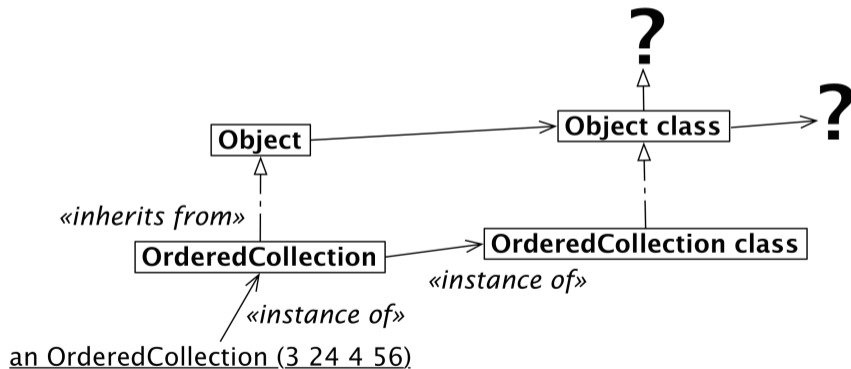 ?
?
Object class
Object
«inherits from»
OrderedCollection class
OrderedCollection
«instance of»
«instance of»
an OrderedCollection (3 24 4 56)